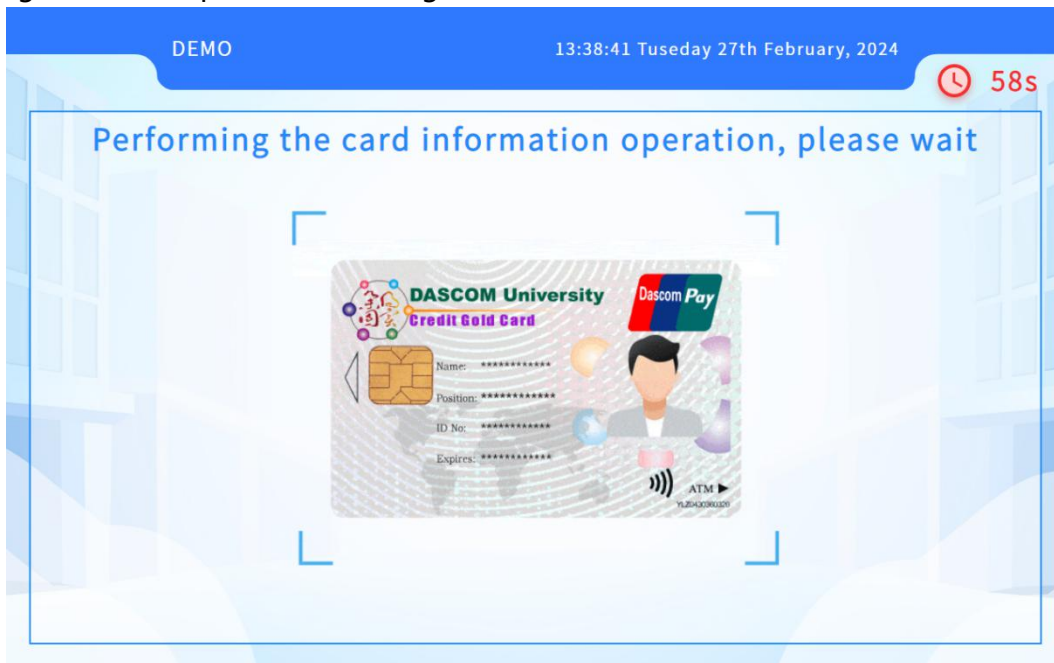 DEMO
13:38:41 Tuseday 27th February, 2024
58s
Performing the card information operation, please wait
DASCOM University
Credit Gold Card
Dascom Pay
Name: ************
Position: ************
ID No: ************
Expires: ************
ATM